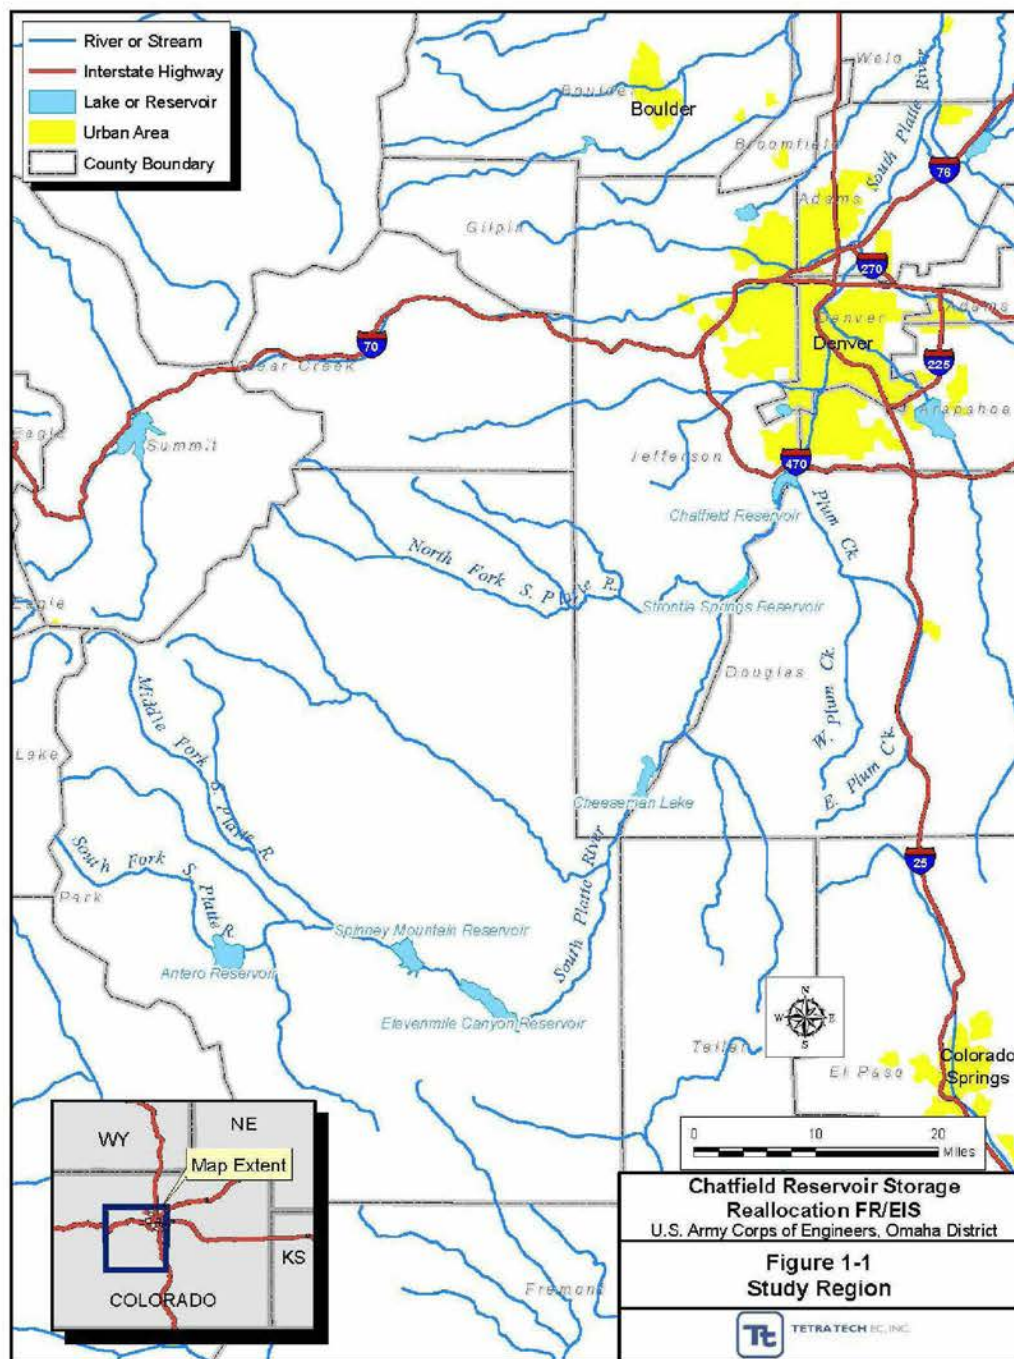 River or Stream
Interstate Highway
Lake or Reservoir
Urban Area
County Boundary
Weld
Boulder
Boulder
Broomfield
South Platte River
76
Adams
Gilpin
270
Adams
Denver
Denver
70
225
Clear Creek
Arapahoe
Eagle
Summit
Jefferson
470
Chatfield Reservoir
Plum Ck.
North Fork S. Platte R.
Strontia Springs Reservoir
Eagle
Douglas
Middle Fork S. Platte R.
W. Plum Ck.
E. Plum Ck.
Lake
Cheeseman Lake
South Fork S. Platte R.
South Platte River
25
Park
Spinney Mountain Reservoir
Antero Reservoir
Elevenmile Canyon Reservoir
N
W E
S
Teller
El Paso
Colorado
Springs
0 10 20
Miles
WY
NE
Map Extent
KS
COLORADO
Fremont
Chatfield Reservoir Storage
Reallocation FR/EIS
U.S. Army Corps of Engineers, Omaha District
Figure 1-1
Study Region
Tt
TETRA TECH EC, INC.